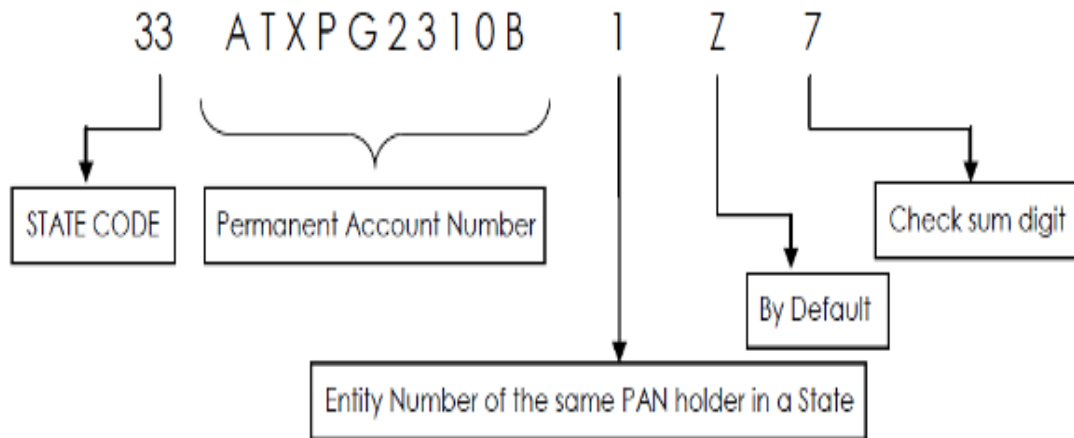 33 ATXPG2310B 1 Z 7
STATE CODE
Permanent Account Number
Check sum digit
By Default
Entity Number of the same PAN holder in a State